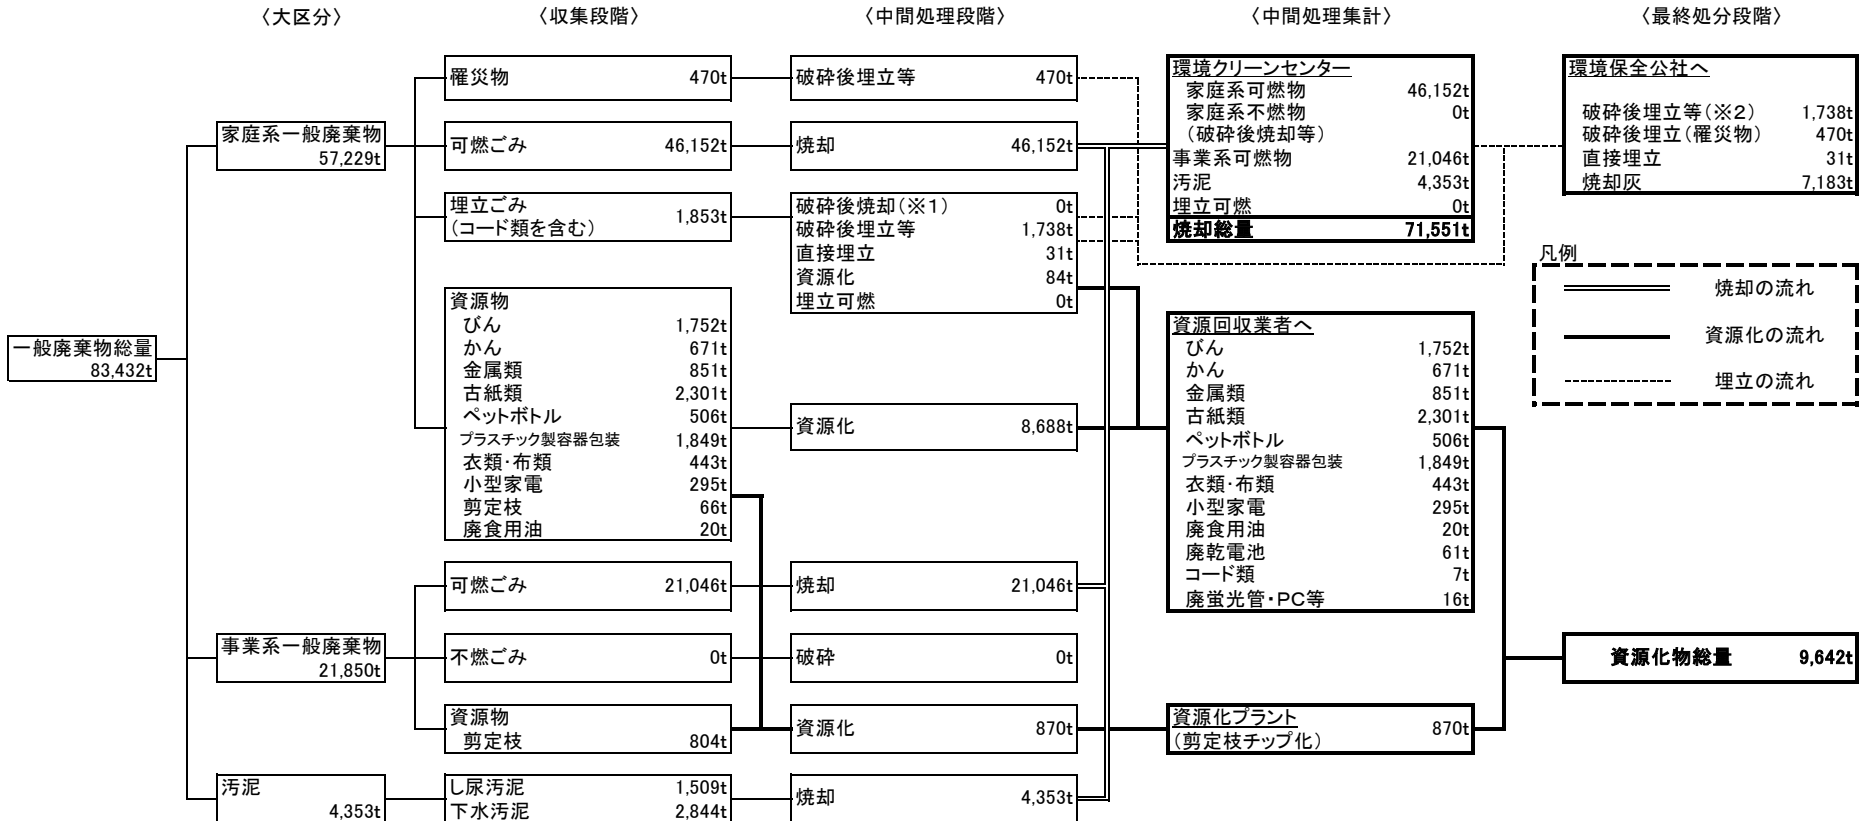 〈大区分〉
〈収集段階〉
〈中間処理段階〉
〈中間処理集計〉
〈最終処分段階〉
一般廃棄物総量
83,432t
家庭系一般廃棄物
57,229t
事業系一般廃棄物
21,850t
汚泥
4,353t
罹災物 470t
可燃ごみ 46,152t
埋立ごみ
(コード類を含む) 1,853t
資源物
びん 1,752t
かん 671t
金属類 851t
古紙類 2,301t
ペットボトル 506t
プラスチック製容器包装 1,849t
衣類・布類 443t
小型家電 295t
剪定枝 66t
廃食用油 20t
可燃ごみ 21,046t
不燃ごみ 0t
資源物
剪定枝 804t
し尿汚泥 1,509t
下水汚泥 2,844t
破砕後埋立等 470t
焼却 46,152t
破砕後焼却(※1) 0t
破砕後埋立等 1,738t
直接埋立 31t
資源化 84t
埋立可燃 0t
資源化 8,688t
焼却 21,046t
破砕 0t
資源化 870t
焼却 4,353t
環境クリーンセンター
家庭系可燃物 46,152t
家庭系不燃物 0t
(破砕後焼却等)
事業系可燃物 21,046t
汚泥 4,353t
埋立可燃 0t
焼却総量 71,551t
資源回収業者へ
びん 1,752t
かん 671t
金属類 851t
古紙類 2,301t
ペットボトル 506t
プラスチック製容器包装 1,849t
衣類・布類 443t
小型家電 295t
廃食用油 20t
廃乾電池 61t
コード類 7t
廃蛍光管・PC等 16t
資源化プラント
(剪定枝チップ化) 870t
環境保全公社へ
破砕後埋立等(※2) 1,738t
破砕後埋立(罹災物) 470t
直接埋立 31t
焼却灰 7,183t
凡例
焼却の流れ
資源化の流れ
埋立の流れ
資源化物総量 9,642t